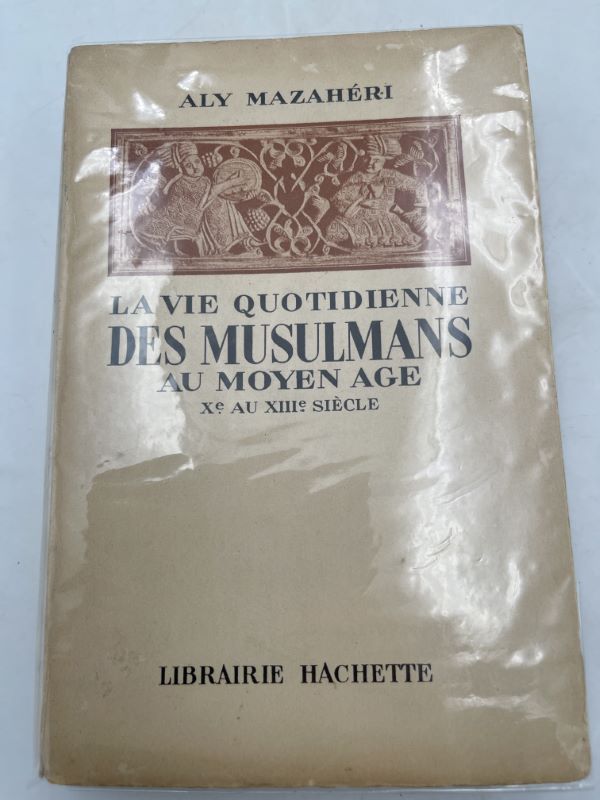 ALY MAZAHÉRI
LA VIE QUOTIDIENNE
DES MUSULMANS
AU MOYEN AGE
Xe AU XIIIe SIÈCLE
LIBRAIRIE HACHETTE